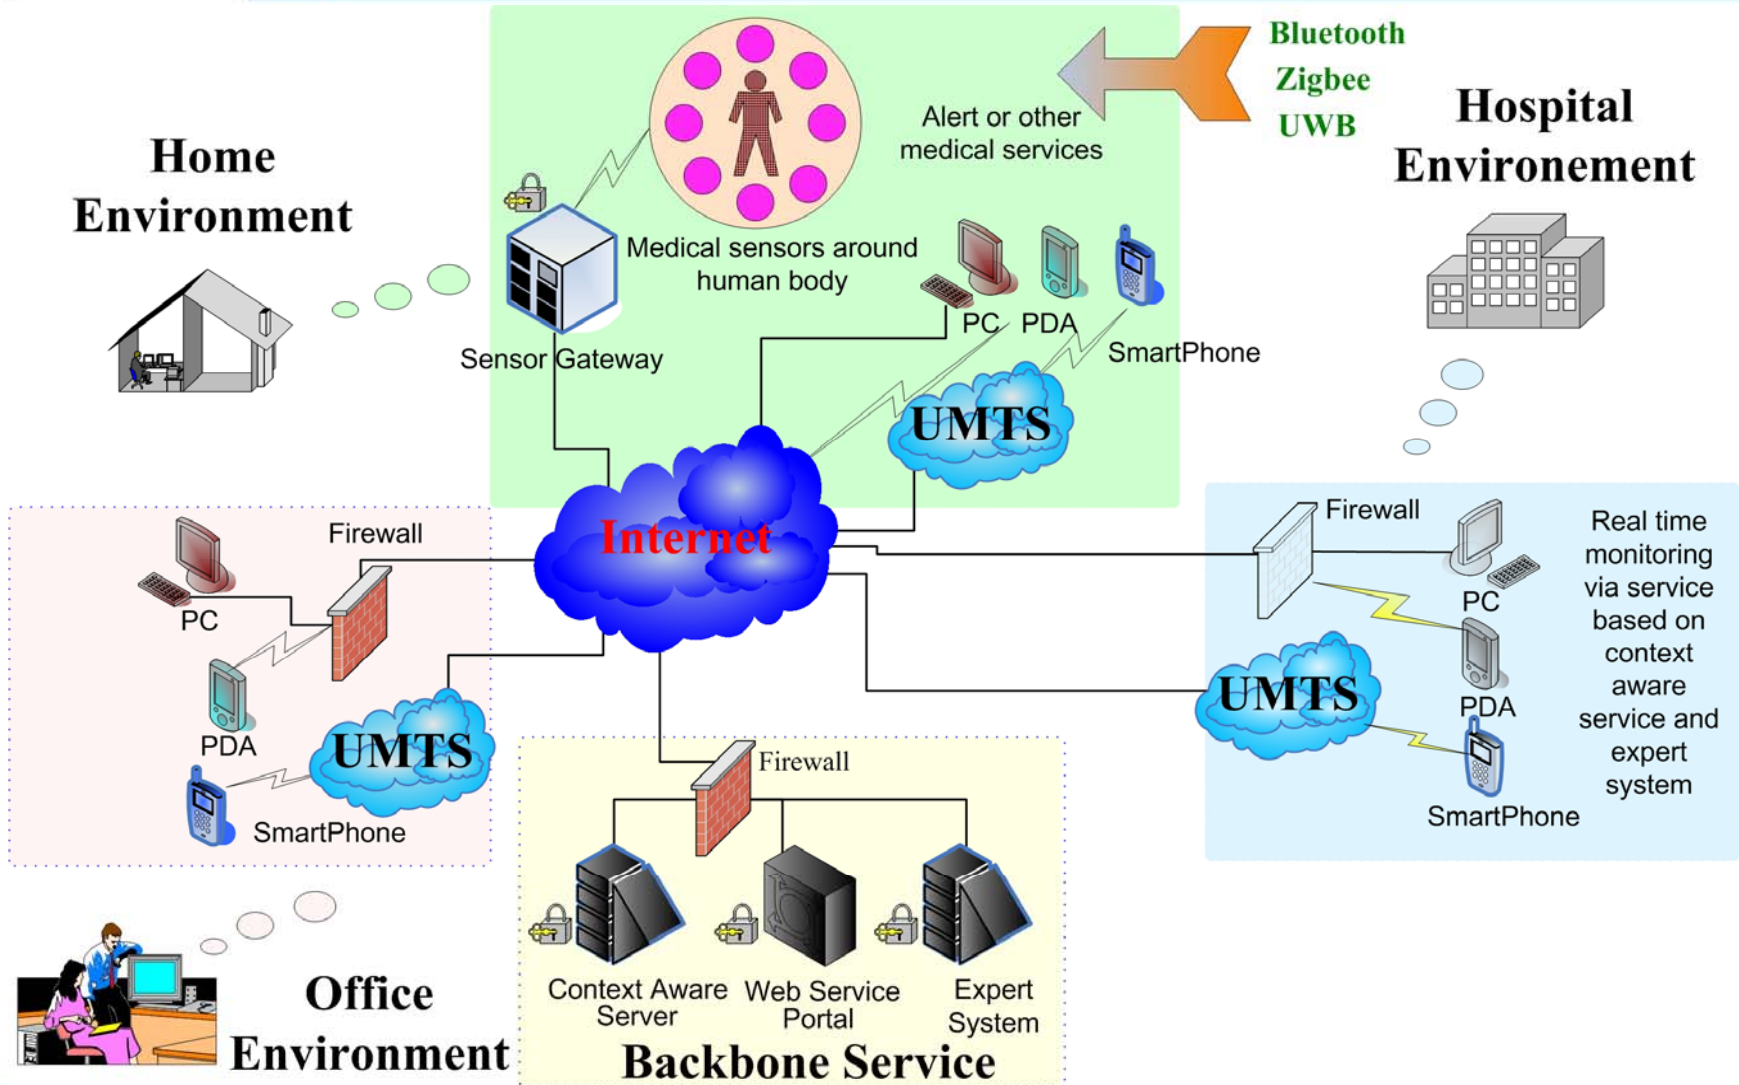 Bluetooth
Zigbee
UWB
Hospital
Environement
Home
Environment
Alert or other
medical services
Medical sensors around
human body
Sensor Gateway
PC
PDA
SmartPhone
UMTS
Internet
Firewall
PC
PDA
UMTS
SmartPhone
Firewall
PC
PDA
UMTS
SmartPhone
Real time
monitoring
via service
based on
context
aware
service and
expert
system
Firewall
Context Aware
Server
Web Service
Portal
Expert
System
Backbone Service
Office
Environment